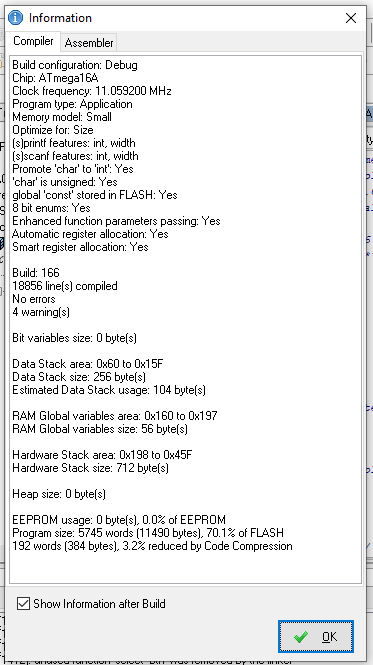 Information
Compiler
Assembler
Build configuration: Debug
Chip: ATmega16A
Clock frequency: 11.059200 MHz
Program type: Application
Memory model: Small
Optimize for: Size
(s)printf features: int, width
(s)scanf features: int, width
Promote 'char' to 'int': Yes
'char' is unsigned: Yes
global 'const' stored in FLASH: Yes
8 bit enums: Yes
Enhanced function parameters passing: Yes
Automatic register allocation: Yes
Smart register allocation: Yes
Build: 166
18856 line(s) compiled
No errors
4 warning(s)
Bit variables size: 0 byte(s)
Data Stack area: 0x60 to 0x15F
Data Stack size: 256 byte(s)
Estimated Data Stack usage: 104 byte(s)
RAM Global variables area: 0x160 to 0x197
RAM Global variables size: 56 byte(s)
Hardware Stack area: 0x198 to 0x45F
Hardware Stack size: 712 byte(s)
Heap size: 0 byte(s)
EEPROM usage: 0 byte(s), 0.0% of EEPROM
Program size: 5745 words (11490 bytes), 70.1% of FLASH
192 words (384 bytes), 3.2% reduced by Code Compression
Show Information after Build
OK